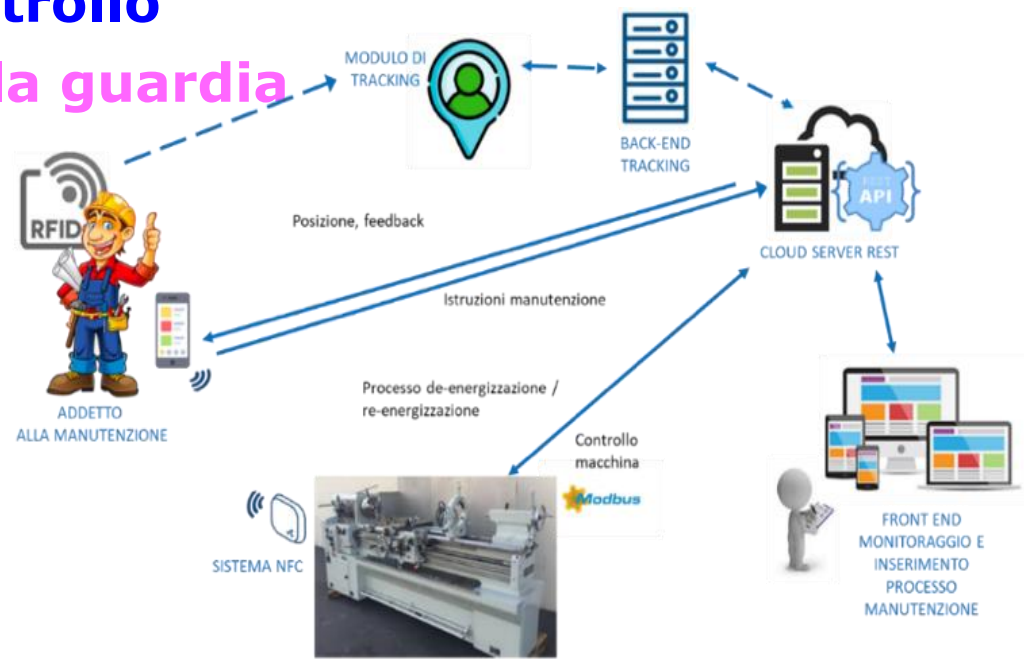 trollo
la guardia
MODULO DI
TRACKING
BACK-END
TRACKING
RFID
REST
API
CLOUD SERVER REST
Posizione, feedback
Istruzioni manutenzione
Processo de-energizzazione /
re-energizzazione
ADDETTO
ALLA MANUTENZIONE
Controllo
macchina
Modbus
SISTEMA NFC
FRONT END
MONITORAGGIO E
INSERIMENTO
PROCESSO
MANUTENZIONE